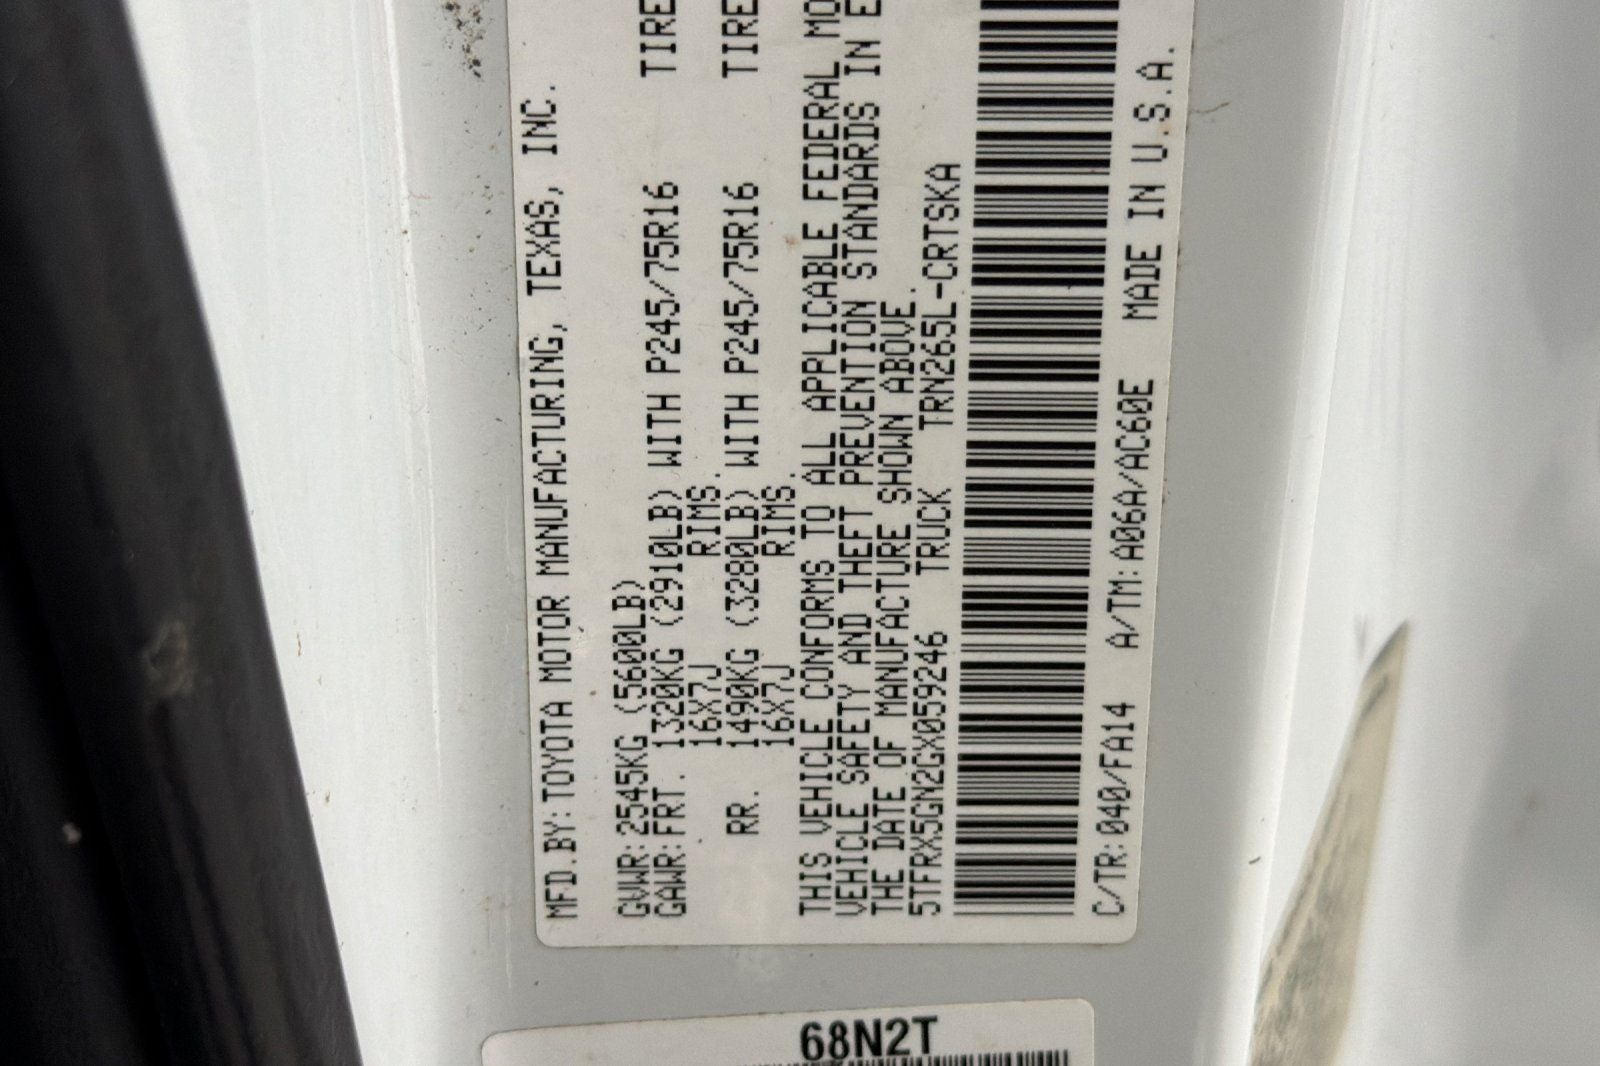 MFD.BY:TOYOTA MOTOR MANUFACTURING, TEXAS, INC.
GVWR:2545KG (5600LB)
GAWR:FRT. 1320KG (2910LB) WITH P245/75R16 TIRE
16X7J RIMS.
RR. 1490KG (3280LB) WITH P245/75R16 TIRE
16X7J RIMS.
THIS VEHICLE CONFORMS TO ALL APPLICABLE FEDERAL MO
VEHICLE SAFETY AND THEFT PREVENTION STANDARDS IN E
THE DATE OF MANUFACTURE SHOWN ABOVE.
5TFRX5GN2GX059246 TRUCK TRN265L-CRTSKA
C/TR:040/FA14 A/TM:A06A/AC60E MADE IN U.S.A.
68N2T